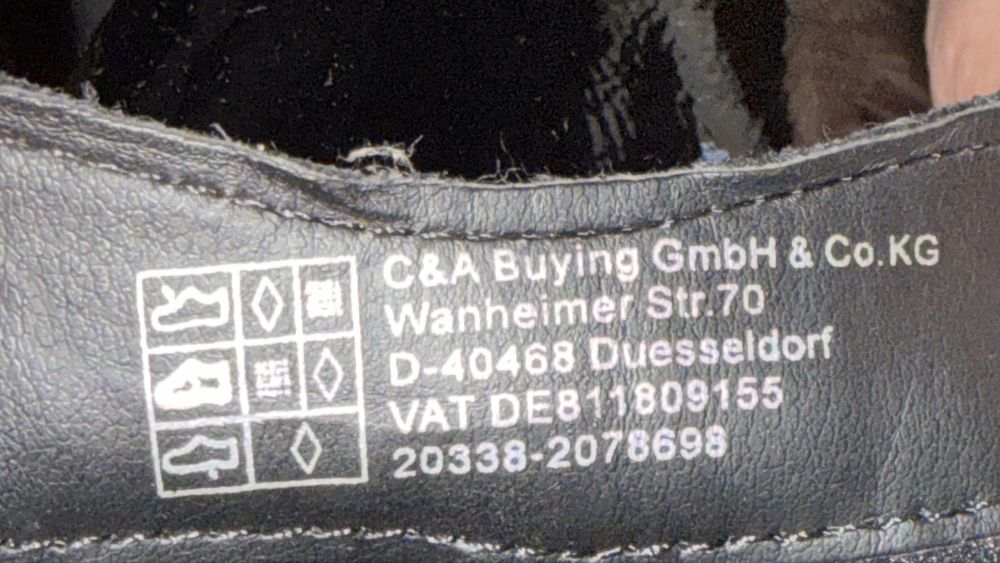 C&A Buying GmbH & Co.KG
Wanheimer Str.70
D-40468 Duesseldorf
VAT DE811809155
20338-2078698